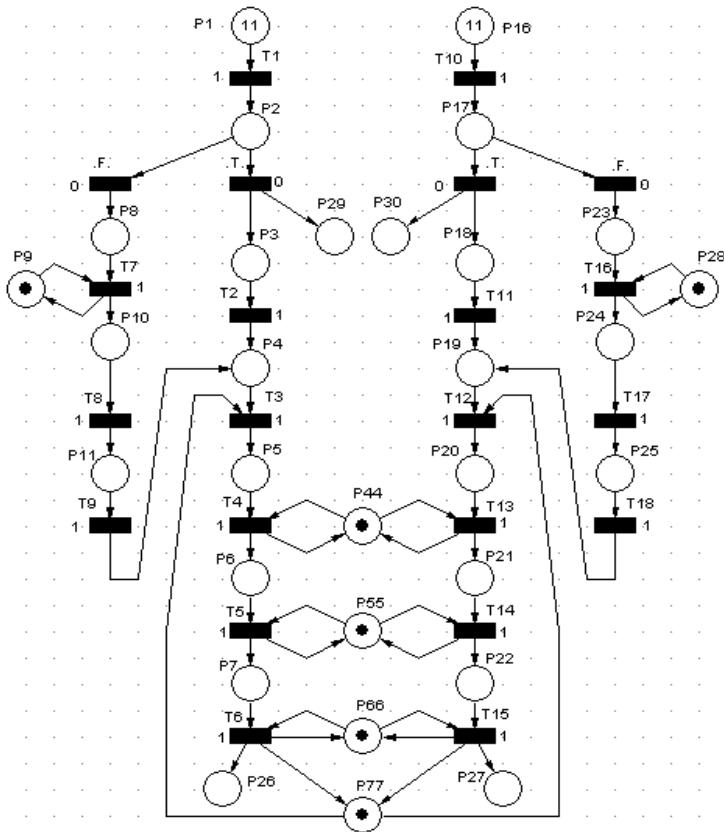 P1 11 11 P16
T1 T10
1 1
P2 P17
.F. .T. .T. .F.
0 0 0 0
P8 P29 P30 P23
P3 P18
P9 T7 T16 P28
1 1
P10 T2 T11 P24
1 1
P4 P19
T8 T3 T12 T17
1 1 1 1
P11 P5 P20 P25
T9 T4 P44 T13 T18
1 1 1 1
P6 P21
T5 P55 T14
1 1
P7 P22
T6 P66 T15
1 1
P26 P77 P27